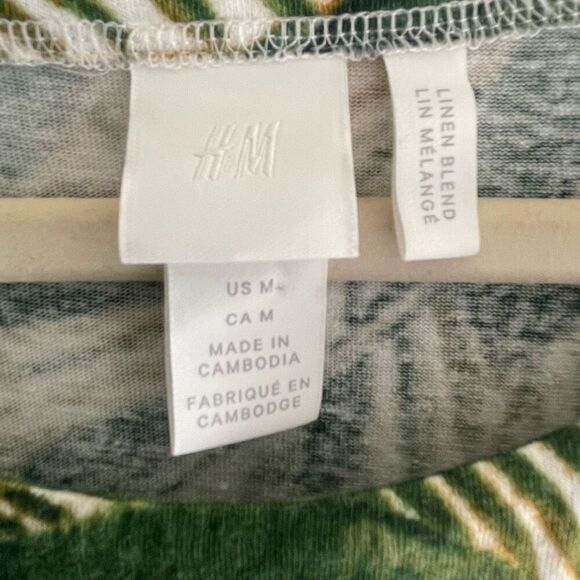 H&M
LINEN BLEND
LIN MÉLANGÉ
US M
CA M
MADE IN
CAMBODIA
FABRIQUÉ EN
CAMBODGE